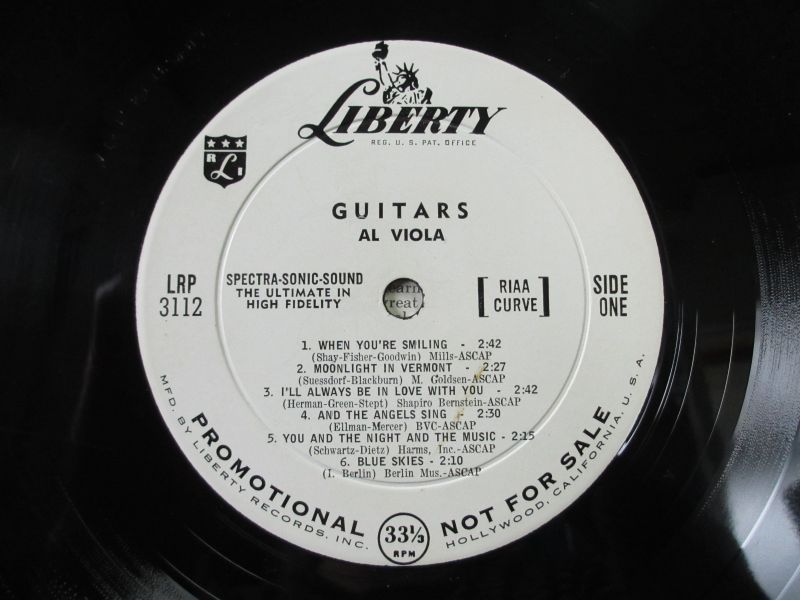 LIBERTY
REG. U. S. PAT. OFFICE
R L I
GUITARS
AL VIOLA
LRP
3112
SPECTRA-SONIC-SOUND
THE ULTIMATE IN
HIGH FIDELITY
earn
great
[RIAA
CURVE]
SIDE
ONE
1. WHEN YOU'RE SMILING - 2:42
(Shay-Fisher-Goodwin) Mills-ASCAP
2. MOONLIGHT IN VERMONT - 2:27
(Suessdorf-Blackburn) M. Goldsen-ASCAP
3. I'LL ALWAYS BE IN LOVE WITH YOU - 2:42
(Herman-Green-Stept) Shapiro Bernstein-ASCAP
4. AND THE ANGELS SING - 2:30
(Ellman-Mercer) BVC-ASCAP
5. YOU AND THE NIGHT AND THE MUSIC - 2:15
(Schwartz-Dietz) Harms, Inc.-ASCAP
6. BLUE SKIES - 2:10
(I. Berlin) Berlin Mus.-ASCAP
PROMOTIONAL NOT FOR SALE
MFD. BY LIBERTY RECORDS, INC. HOLLYWOOD, CALIFORNIA, U. S. A.
33 1/3
RPM